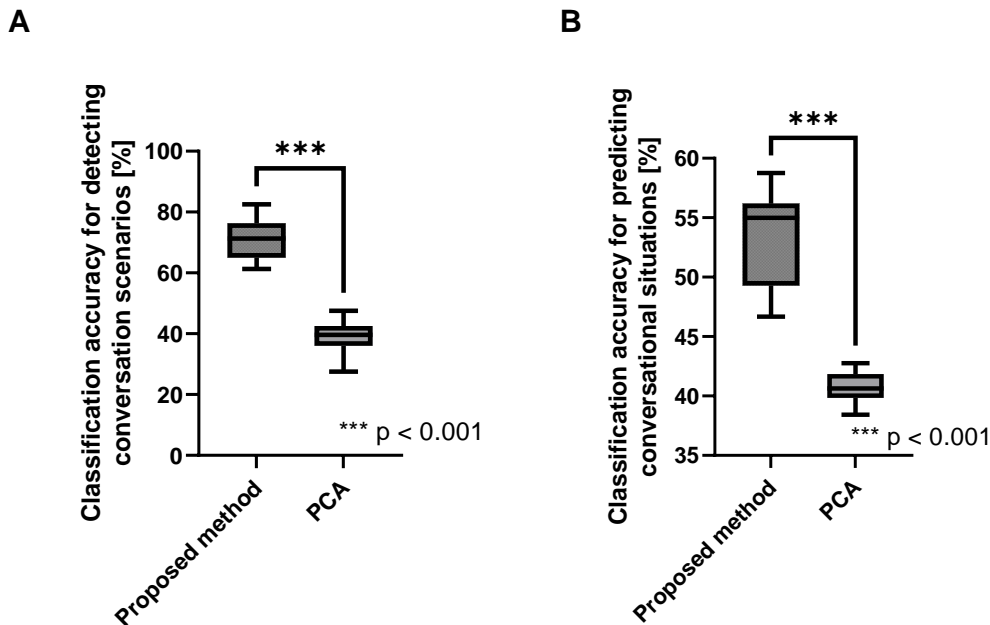 A
Classification accuracy for detecting
conversation scenarios [%]
100
80
60
40
20
0
***
*** p < 0.001
Proposed method
PCA
B
Classification accuracy for predicting
conversational situations [%]
60
55
50
45
40
35
***
*** p < 0.001
Proposed method
PCA